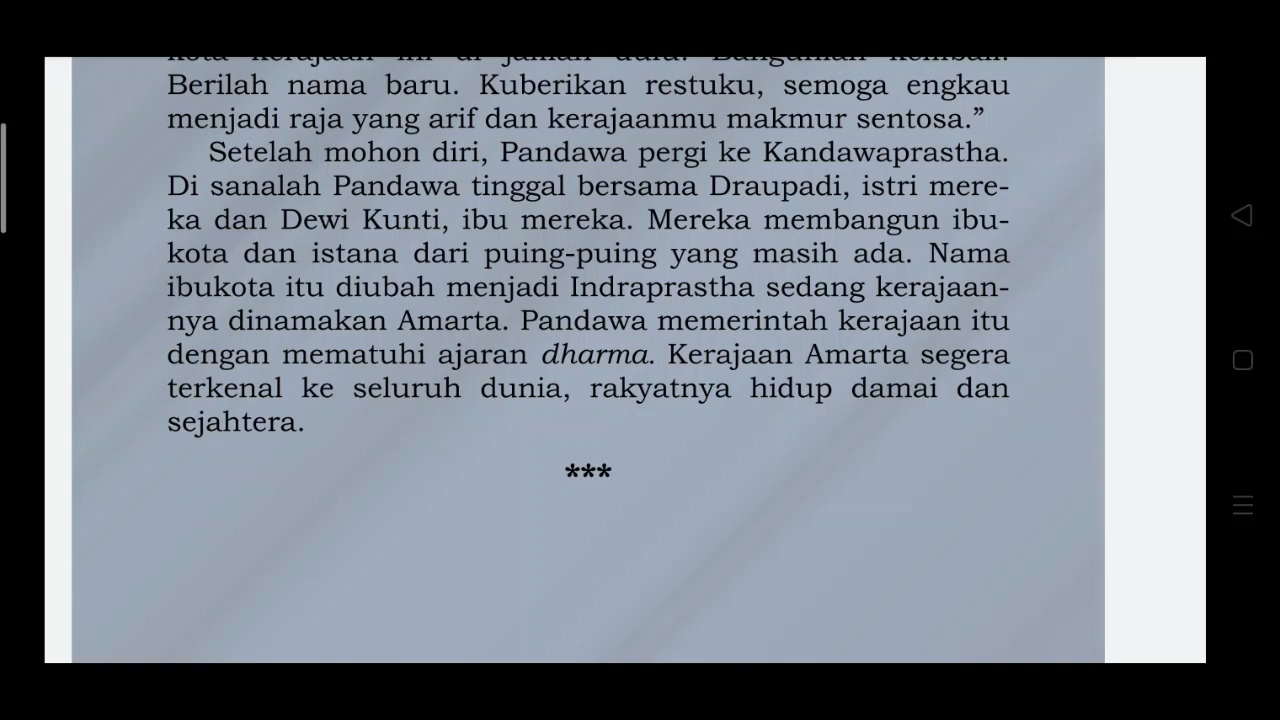 Berilah nama baru. Kuberikan restuku, semoga engkau
menjadi raja yang arif dan kerajaanmu makmur sentosa.”
Setelah mohon diri, Pandawa pergi ke Kandawaprastha.
Di sanalah Pandawa tinggal bersama Draupadi, istri mere-
ka dan Dewi Kunti, ibu mereka. Mereka membangun ibu-
kota dan istana dari puing-puing yang masih ada. Nama
ibukota itu diubah menjadi Indraprastha sedang kerajaan-
nya dinamakan Amarta. Pandawa memerintah kerajaan itu
dengan mematuhi ajaran dharma. Kerajaan Amarta segera
terkenal ke seluruh dunia, rakyatnya hidup damai dan
sejahtera.
***